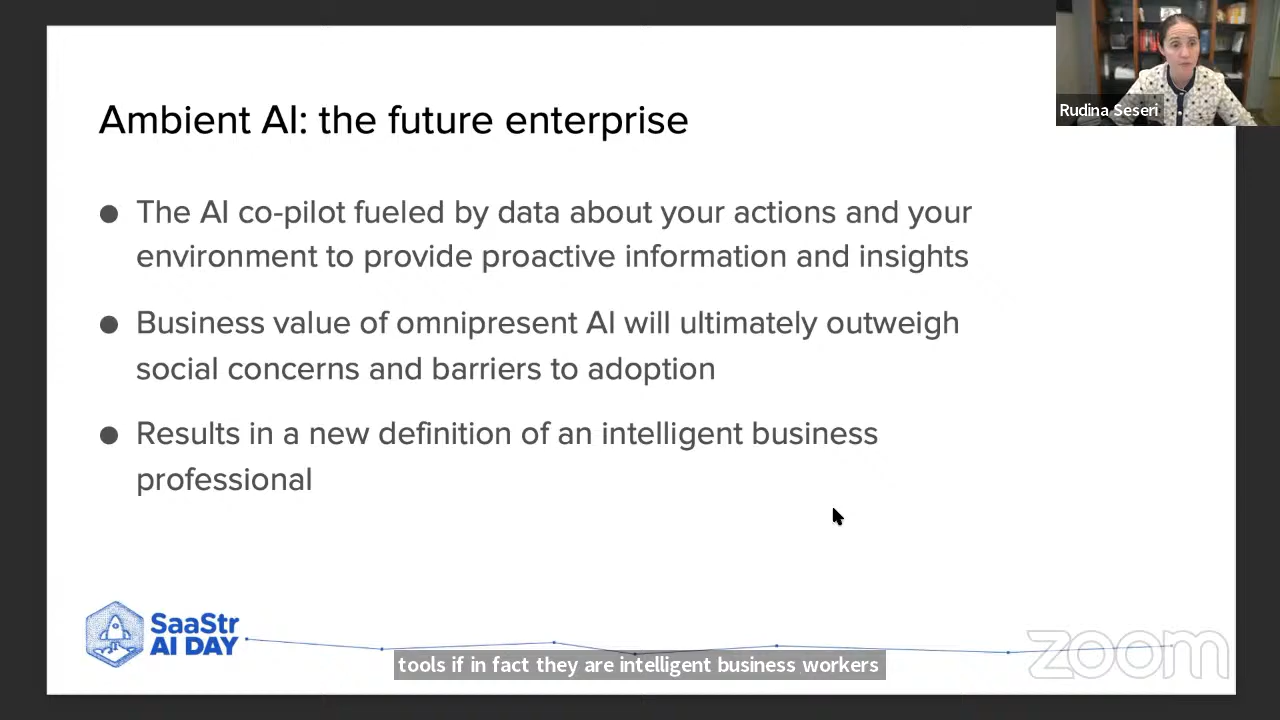 Rudina Seseri
Ambient AI: the future enterprise
● The AI co-pilot fueled by data about your actions and your
environment to provide proactive information and insights
● Business value of omnipresent AI will ultimately outweigh
social concerns and barriers to adoption
● Results in a new definition of an intelligent business
professional
SaaStr
AI DAY
tools if in fact they are intelligent business workers
zoom